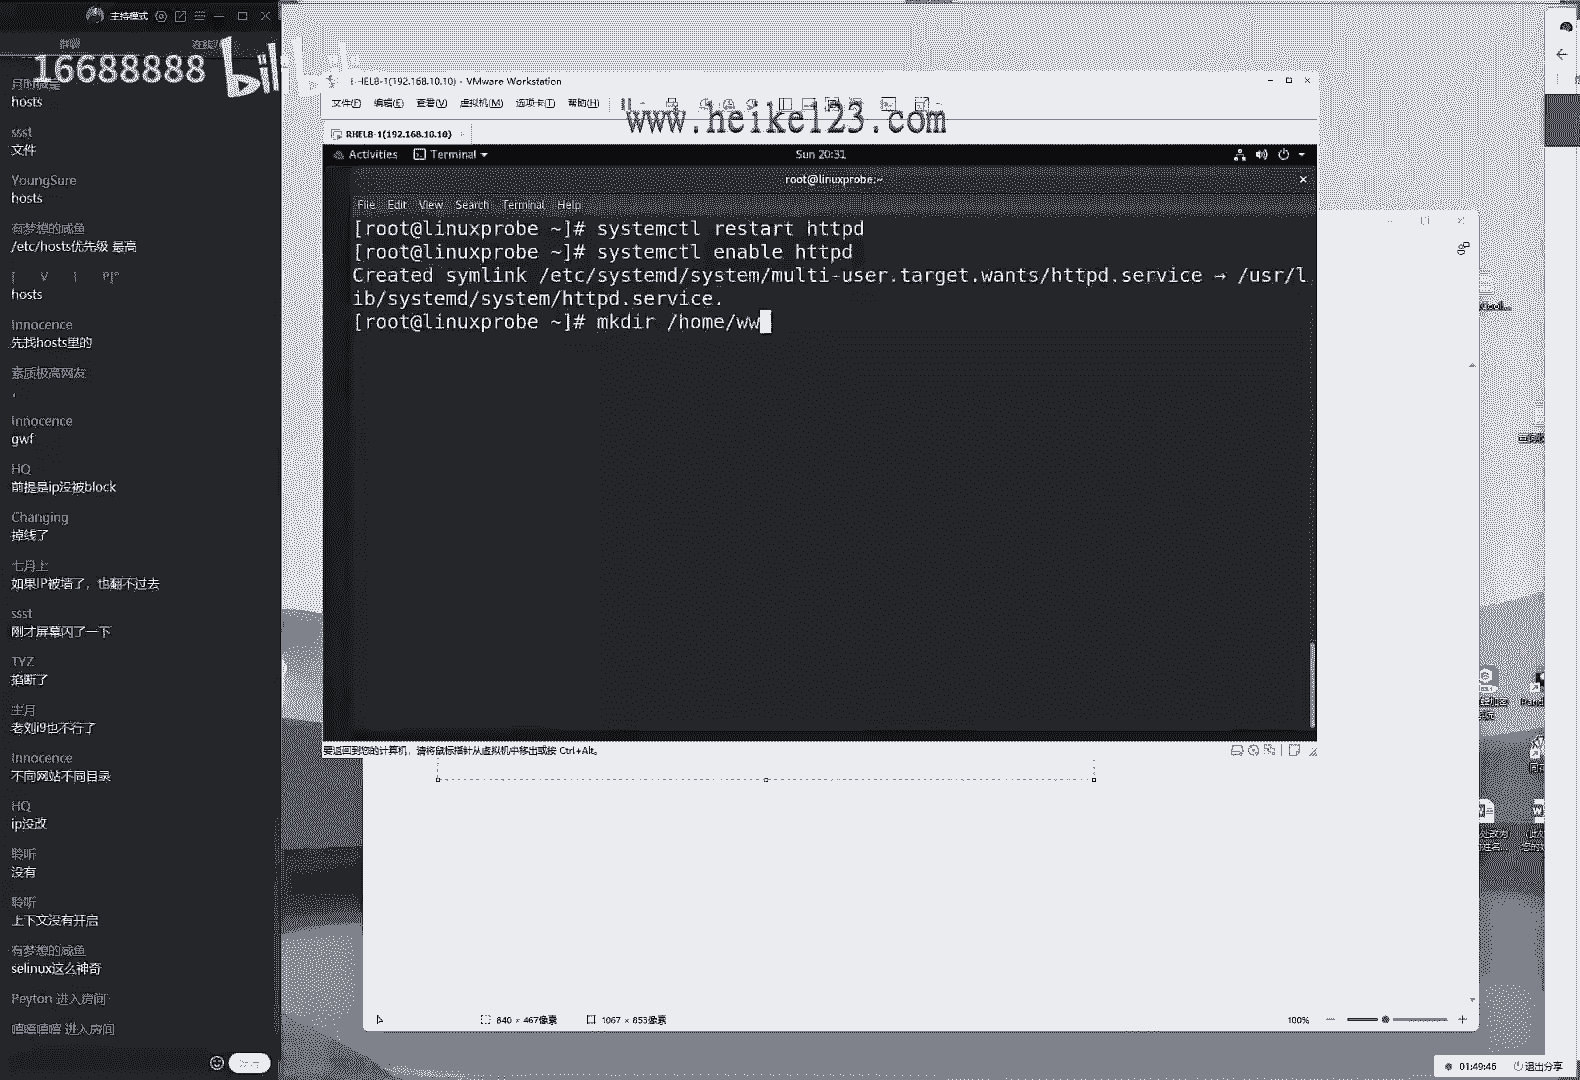 主持模式
16688888
hosts
ssst
文件
YoungSure
hosts
有梦想的咸鱼
/etc/hosts优先级 最高
hosts
Innocence
先找hosts里的
素质极高网友
,
Innocence
gwf
HQ
前提是ip没被block
Changing
掉线了
七月上
如果IP被墙了，也翻不过去
ssst
刚才屏幕闪了一下
TYZ
掐断了
老刘i9也不行了
Innocence
不同网站不同目录
HQ
ip没改
聆听
没有
聆听
上下文没有开启
有梦想的咸鱼
selinux这么神奇
Peyton 进入房间
嘻嘻嘻嘻 进入房间
RHEL8-1(192.168.10.10) - VMware Workstation
文件(F) 编辑(E) 查看(V) 虚拟机(M) 选项卡(T) 帮助(H)
www.heike123.com
RHEL8-1(192.168.10.10)
Activities Terminal Sun 20:31
root@linuxprobe:~
File Edit View Search Terminal Help
[root@linuxprobe ~]# systemctl restart httpd
[root@linuxprobe ~]# systemctl enable httpd
Created symlink /etc/systemd/system/multi-user.target.wants/httpd.service → /usr/l
ib/systemd/system/httpd.service.
[root@linuxprobe ~]# mkdir /home/ww
要返回到您的计算机，请将鼠标指针从虚拟机中移出或按 Ctrl+Alt。
640 × 467像素
1067 × 853像素
100%
01:49:46
退出分享